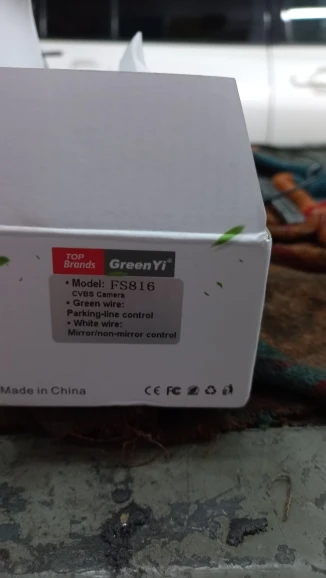 TOP
Brands
GreenYi®
• Model: FS816
CVBS Camera
• Green wire:
Parking-line control
• White wire:
Mirror/non-mirror control
Made in China
CE FC